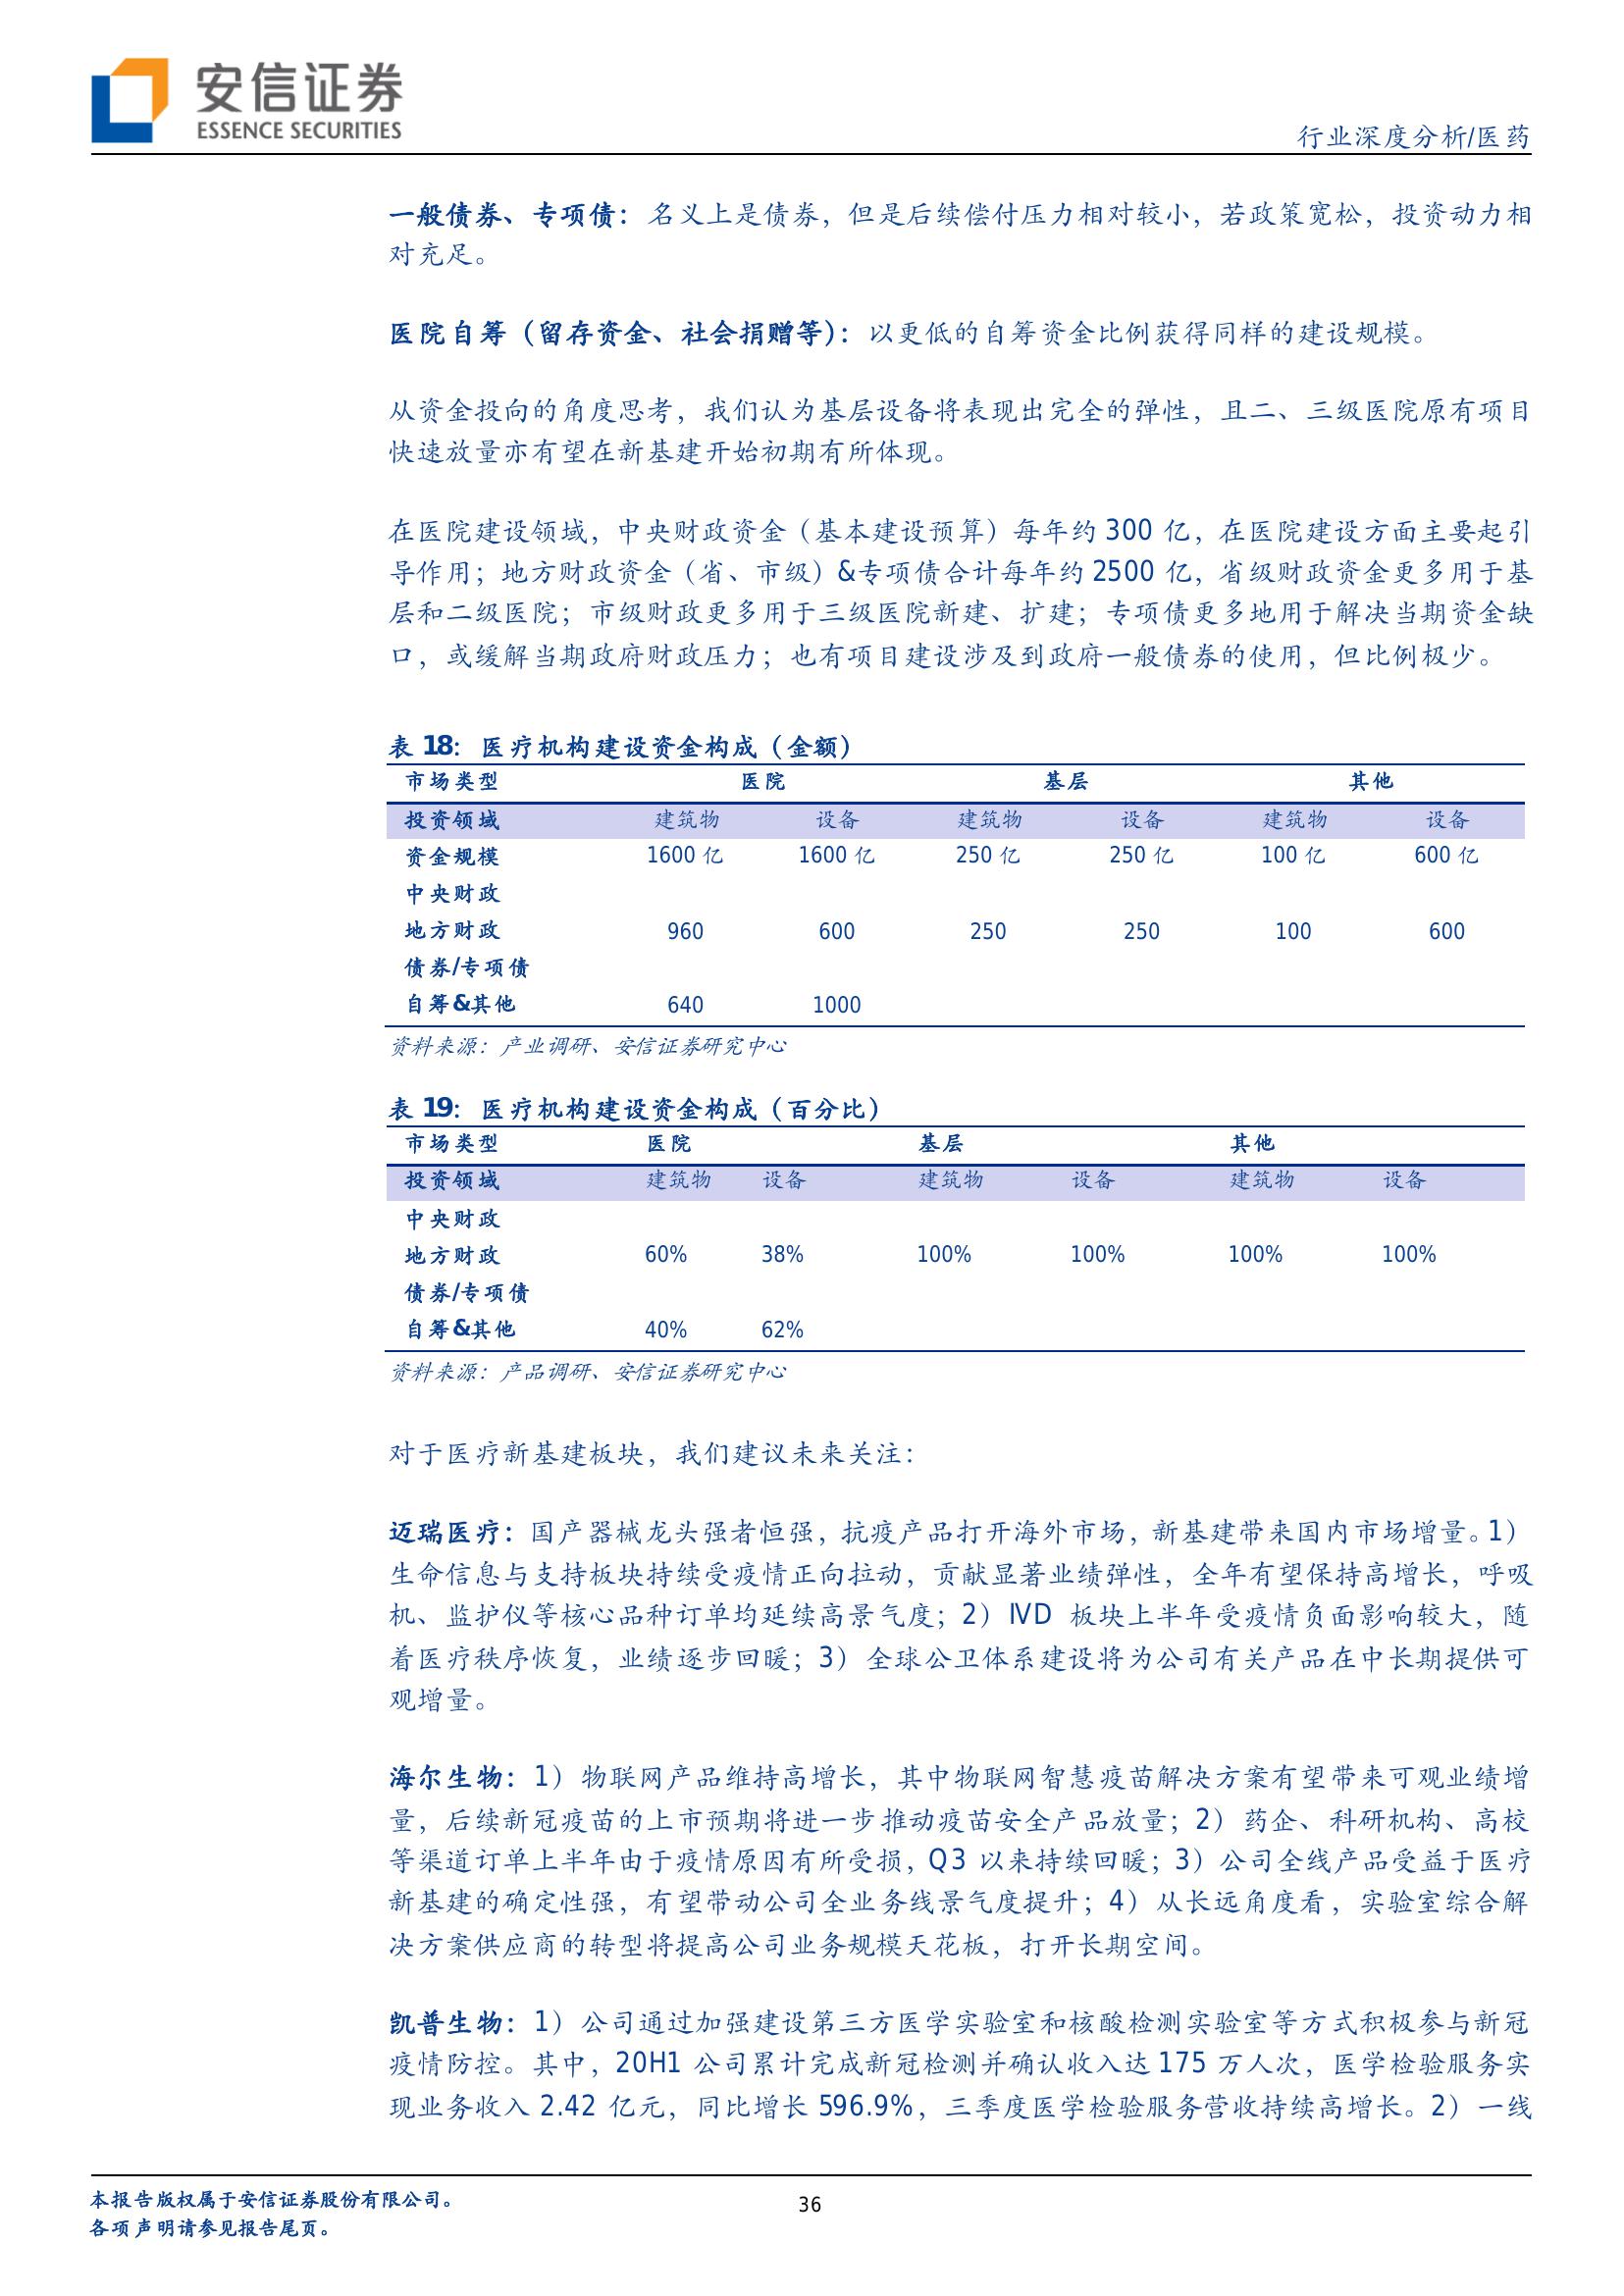 安信证券
ESSENCE SECURITIES
行业深度分析/医药
一般债券、专项债：名义上是债券，但是后续偿付压力相对较小，若政策宽松，投资动力相
对充足。
医院自筹（留存资金、社会捐赠等）：以更低的自筹资金比例获得同样的建设规模。
从资金投向的角度思考，我们认为基层设备将表现出完全的弹性，且二、三级医院原有项目
快速放量亦有望在新基建开始初期有所体现。
在医院建设领域，中央财政资金（基本建设预算）每年约 300 亿，在医院建设方面主要起引
导作用；地方财政资金（省、市级）&专项债合计每年约 2500 亿，省级财政资金更多用于基
层和二级医院；市级财政更多用于三级医院新建、扩建；专项债更多地用于解决当期资金缺
口，或缓解当期政府财政压力；也有项目建设涉及到政府一般债券的使用，但比例极少。
表 18：医疗机构建设资金构成（金额）
市场类型 医院 基层 其他
投资领域 建筑物 设备 建筑物 设备 建筑物 设备
资金规模 1600 亿 1600 亿 250 亿 250 亿 100 亿 600 亿
中央财政
地方财政 960 600 250 250 100 600
债券/专项债
自筹&其他 640 1000
资料来源：产业调研、安信证券研究中心
表 19：医疗机构建设资金构成（百分比）
市场类型 医院 基层 其他
投资领域 建筑物 设备 建筑物 设备 建筑物 设备
中央财政
地方财政 60% 38% 100% 100% 100% 100%
债券/专项债
自筹&其他 40% 62%
资料来源：产品调研、安信证券研究中心
对于医疗新基建板块，我们建议未来关注：
迈瑞医疗：国产器械龙头强者恒强，抗疫产品打开海外市场，新基建带来国内市场增量。1）
生命信息与支持板块持续受疫情正向拉动，贡献显著业绩弹性，全年有望保持高增长，呼吸
机、监护仪等核心品种订单均延续高景气度；2）IVD 板块上半年受疫情负面影响较大，随
着医疗秩序恢复，业绩逐步回暖；3）全球公卫体系建设将为公司有关产品在中长期提供可
观增量。
海尔生物：1）物联网产品维持高增长，其中物联网智慧疫苗解决方案有望带来可观业绩增
量，后续新冠疫苗的上市预期将进一步推动疫苗安全产品放量；2）药企、科研机构、高校
等渠道订单上半年由于疫情原因有所受损，Q3 以来持续回暖；3）公司全线产品受益于医疗
新基建的确定性强，有望带动公司全业务线景气度提升；4）从长远角度看，实验室综合解
决方案供应商的转型将提高公司业务规模天花板，打开长期空间。
凯普生物：1）公司通过加强建设第三方医学实验室和核酸检测实验室等方式积极参与新冠
疫情防控。其中，20H1 公司累计完成新冠检测并确认收入达 175 万人次，医学检验服务实
现业务收入 2.42 亿元，同比增长 596.9%，三季度医学检验服务营收持续高增长。2）一线
本报告版权属于安信证券股份有限公司。
各项声明请参见报告尾页。
36